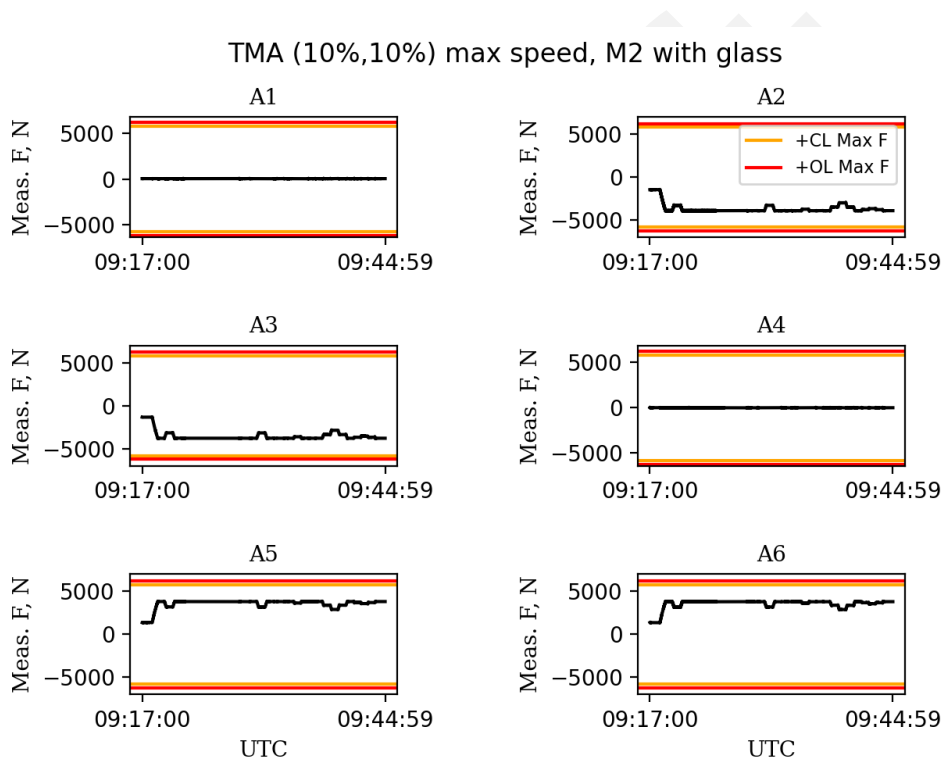 TMA (10%,10%) max speed, M2 with glass
A1
Meas. F, N
5000
0
−5000
09:17:00 09:44:59
A2
Meas. F, N
5000
0
−5000
+CL Max F
+OL Max F
09:17:00 09:44:59
A3
Meas. F, N
5000
0
−5000
09:17:00 09:44:59
A4
Meas. F, N
5000
0
−5000
09:17:00 09:44:59
A5
Meas. F, N
5000
0
−5000
09:17:00 09:44:59
UTC
A6
Meas. F, N
5000
0
−5000
09:17:00 09:44:59
UTC